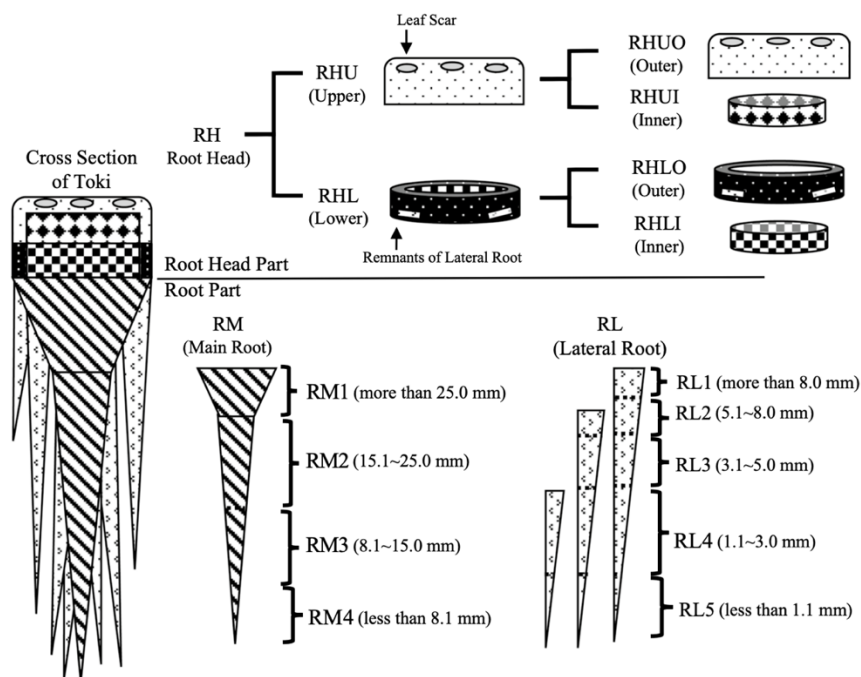 Leaf Scar
RHU
(Upper)
RHUO
(Outer)
RHUI
(Inner)
RH
Root Head)
Cross Section
of Toki
RHL
(Lower)
RHLO
(Outer)
RHLI
(Inner)
Remnants of Lateral Root
Root Head Part
Root Part
RM
(Main Root)
RM1 (more than 25.0 mm)
RM2
(15.1~25.0 mm)
RM3
(8.1~15.0 mm)
RM4 (less than 8.1 mm)
RL
(Lateral Root)
RL1 (more than 8.0 mm)
RL2 (5.1~8.0 mm)
RL3 (3.1~5.0 mm)
RL4 (1.1~3.0 mm)
RL5 (less than 1.1 mm)